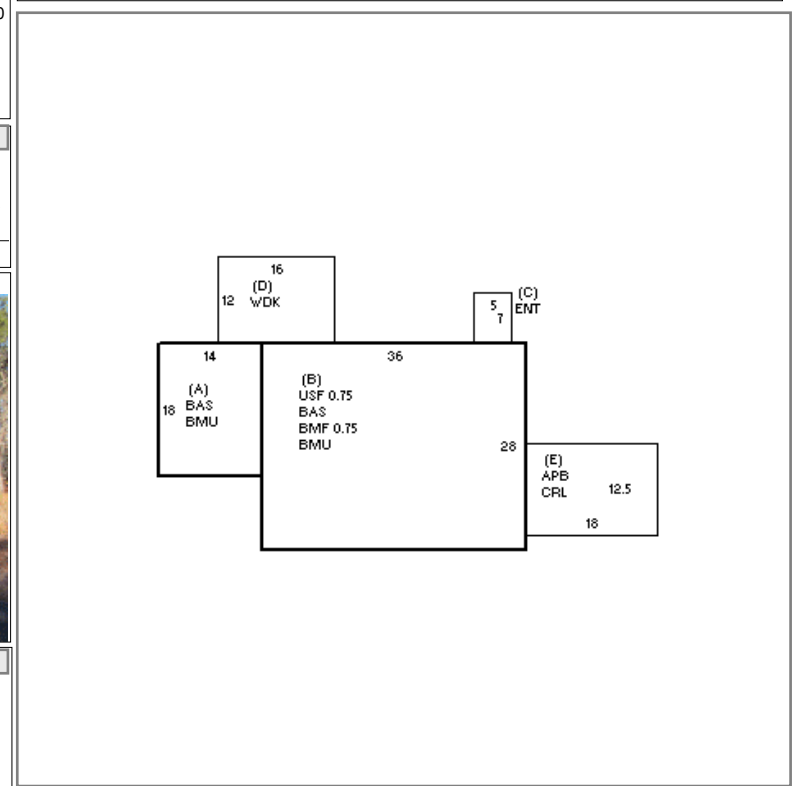 16
(D)
12 WDK
(C)
5 ENT
7
14
36
(A)
18 BAS
BMU
(B)
USF 0.75
BAS
BMF 0.75
BMU
28
(E)
APB
CRL 12.5
18